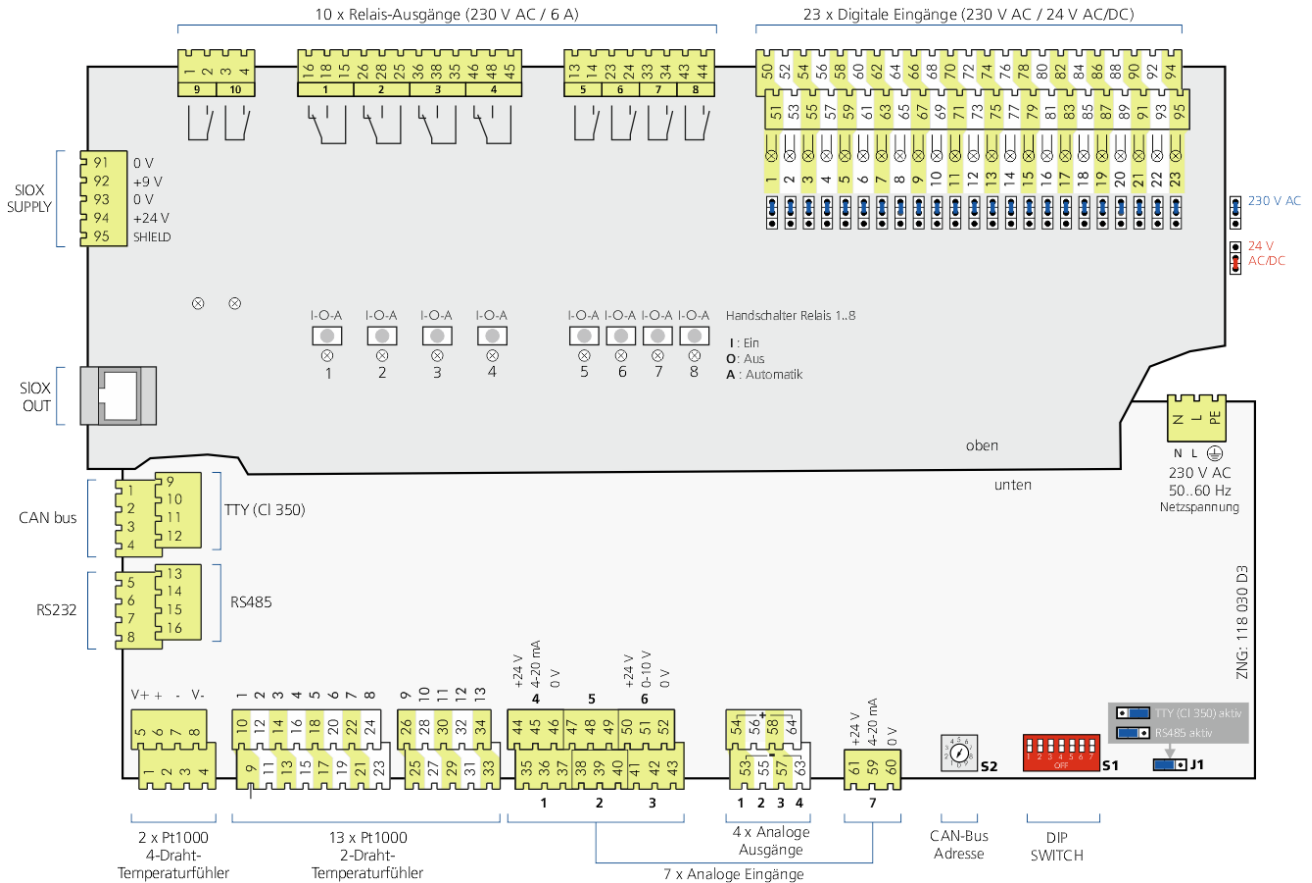 10 x Relais-Ausgänge (230 V AC / 6 A)
23 x Digitale Eingänge (230 V AC / 24 V AC/DC)
1 2 3 4
9 10
16 18 15 26 28 25 36 38 35 46 48 45
1 2 3 4
13 14 23 24 33 34 43 44
5 6 7 8
50 52 54 56 58 60 62 64 66 68 70 72 74 76 78 80 82 84 86 88 90 92 94
51 53 55 57 59 61 63 65 67 69 71 73 75 77 79 81 83 85 87 89 91 93 95
1 2 3 4 5 6 7 8 9 10 11 12 13 14 15 16 17 18 19 20 21 22 23
230 V AC
24 V
AC/DC
SIOX
SUPPLY
91 0 V
92 +9 V
93 0 V
94 +24 V
95 SHIELD
I-O-A I-O-A I-O-A I-O-A I-O-A I-O-A I-O-A I-O-A
1 2 3 4 5 6 7 8
Handschalter Relais 1..8
I : Ein
O: Aus
A : Automatik
SIOX
OUT
oben
unten
N L PE
N L
230 V AC
50..60 Hz
Netzspannung
CAN bus
1 2 3 4
9 10 11 12
TTY (Cl 350)
RS232
5 6 7 8
13 14 15 16
RS485
ZNG: 118 030 D3
V+ + - V-
5 6 7 8
1 2 3 4
1 2 3 4 5 6 7 8
10 12 14 16 18 20 22 24
9 11 13 15 17 19 21 23
9 10 11 12 13
26 28 30 32 34
25 27 29 31 33
+24 V
4-20 mA
0 V
4 5 6
+24 V
0-10 V
0 V
44 45 46 47 48 49 50 51 52
35 36 37 38 39 40 41 42 43
1 2 3
54 56 58 64
+
-
53 55 57 63
1 2 3 4
+24 V
4-20 mA
0 V
61 59 60
7
S2
1 2 3 4 5 6 7
OFF
S1
TTY (Cl 350) aktiv
RS485 aktiv
J1
2 x Pt1000
4-Draht-
Temperaturfühler
13 x Pt1000
2-Draht-
Temperaturfühler
7 x Analoge Eingänge
4 x Analoge
Ausgänge
CAN-Bus
Adresse
DIP
SWITCH